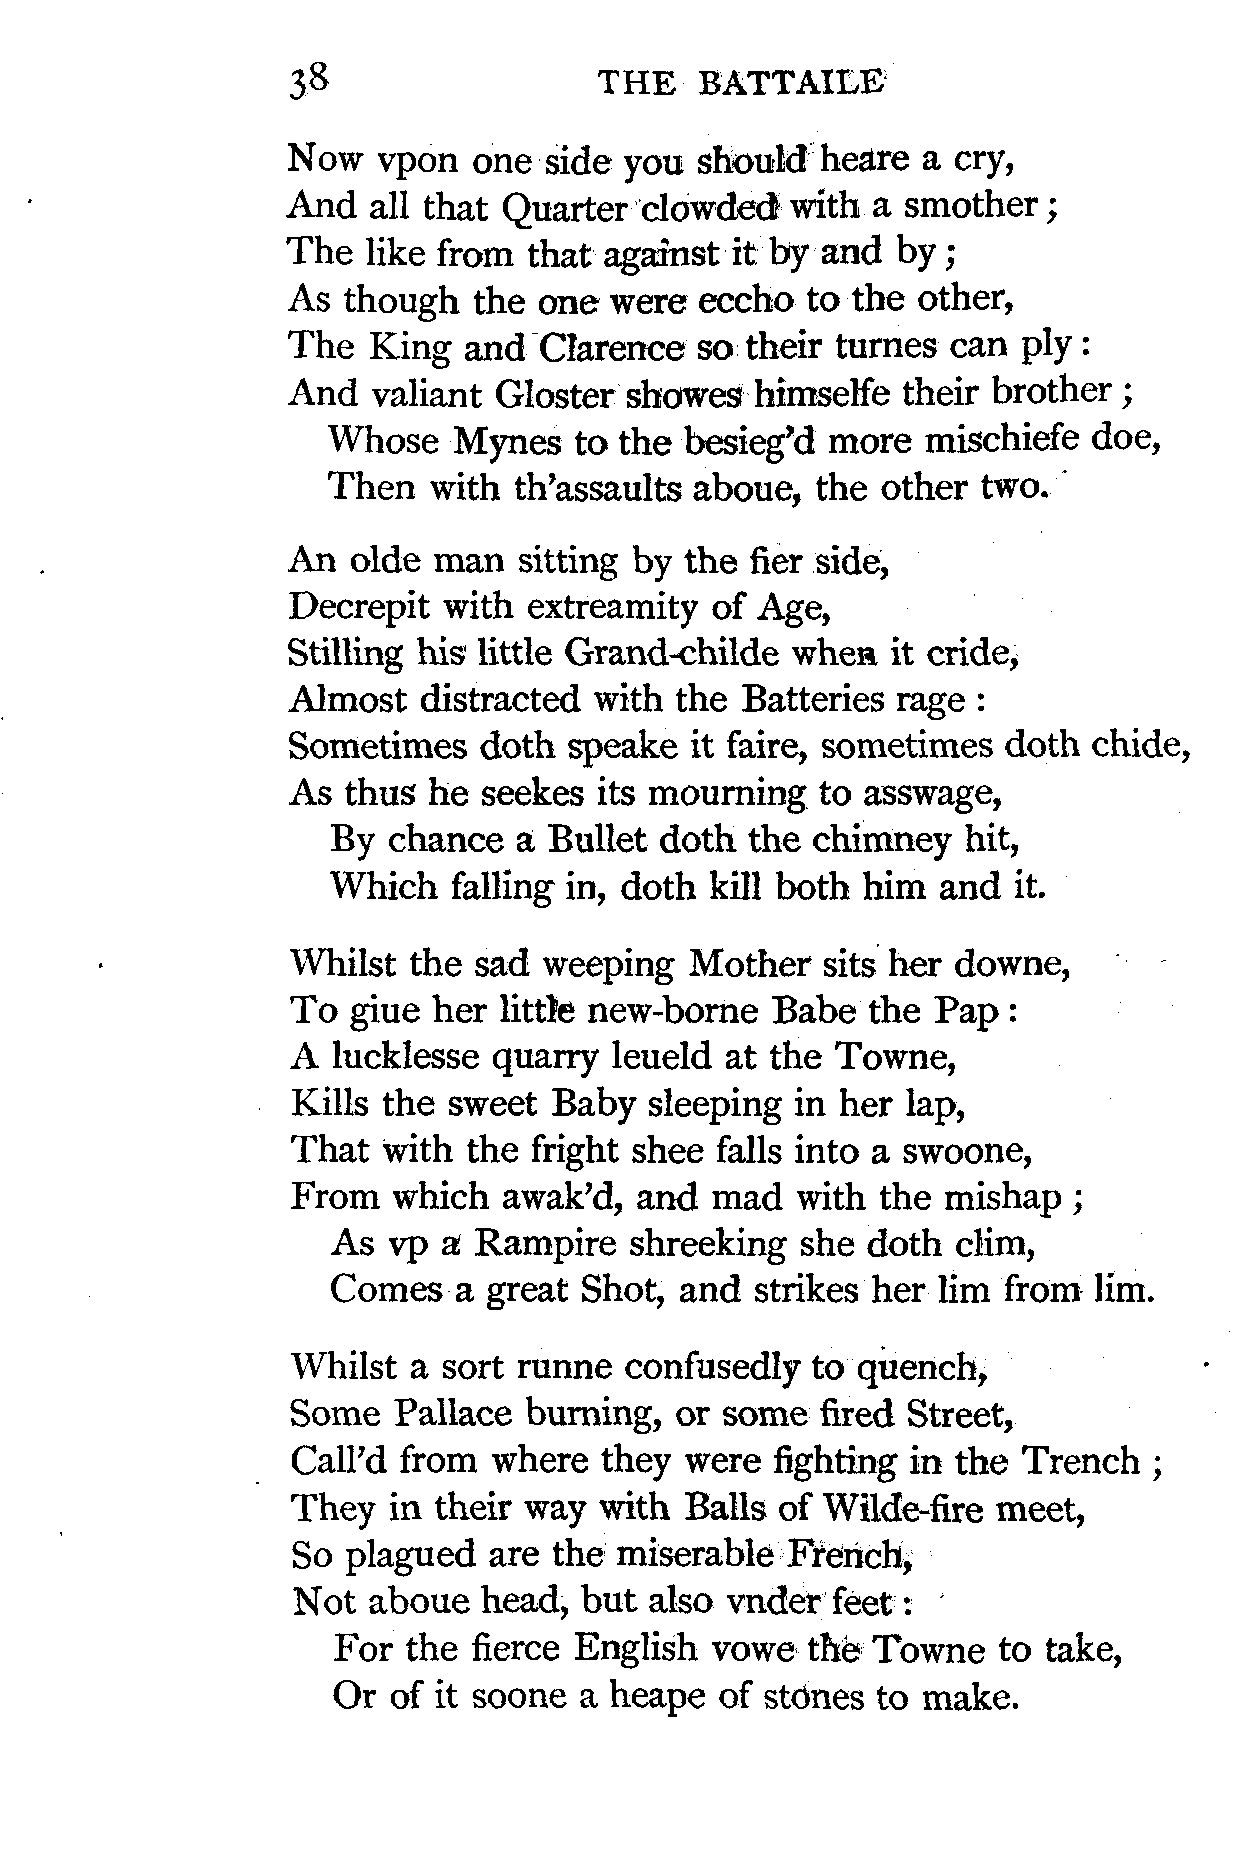 38 THE BATTAILE
Now vpon one side you should heare a cry,
And all that Quarter clowded with a smother ;
The like from that against it by and by ;
As though the one were eccho to the other,
The King and Clarence so their turnes can ply :
And valiant Gloster showes himselfe their brother ;
Whose Mynes to the besieg'd more mischiefe doe,
Then with th'assaults aboue, the other two.
An olde man sitting by the fier side,
Decrepit with extreamity of Age,
Stilling his little Grand-childe when it cride,
Almost distracted with the Batteries rage :
Sometimes doth speake it faire, sometimes doth chide,
As thus he seekes its mourning to asswage,
By chance a Bullet doth the chimney hit,
Which falling in, doth kill both him and it.
Whilst the sad weeping Mother sits her downe,
To giue her little new-borne Babe the Pap :
A lucklesse quarry leueld at the Towne,
Kills the sweet Baby sleeping in her lap,
That with the fright shee falls into a swoone,
From which awak'd, and mad with the mishap ;
As vp a Rampire shreeking she doth clim,
Comes a great Shot, and strikes her lim from lim.
Whilst a sort runne confusedly to quench,
Some Pallace burning, or some fired Street,
Call'd from where they were fighting in the Trench ;
They in their way with Balls of Wilde-fire meet,
So plagued are the miserable French,
Not aboue head, but also vnder feet :
For the fierce English vowe the Towne to take,
Or of it soone a heape of stones to make.